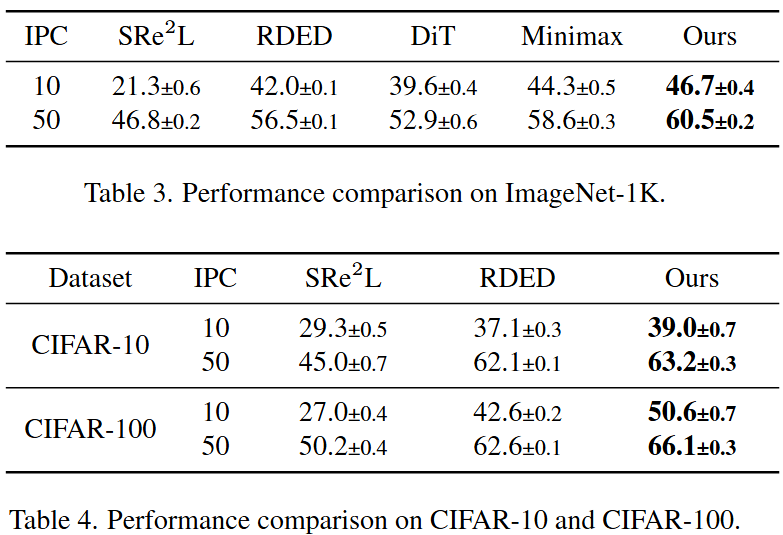 IPC SRe²L RDED DiT Minimax Ours
10 21.3±0.6 42.0±0.1 39.6±0.4 44.3±0.5 46.7±0.4
50 46.8±0.2 56.5±0.1 52.9±0.6 58.6±0.3 60.5±0.2
Table 3. Performance comparison on ImageNet-1K.
Dataset IPC SRe²L RDED Ours
CIFAR-10
10 29.3±0.5 37.1±0.3 39.0±0.7
50 45.0±0.7 62.1±0.1 63.2±0.3
CIFAR-100
10 27.0±0.4 42.6±0.2 50.6±0.7
50 50.2±0.4 62.6±0.1 66.1±0.3
Table 4. Performance comparison on CIFAR-10 and CIFAR-100.